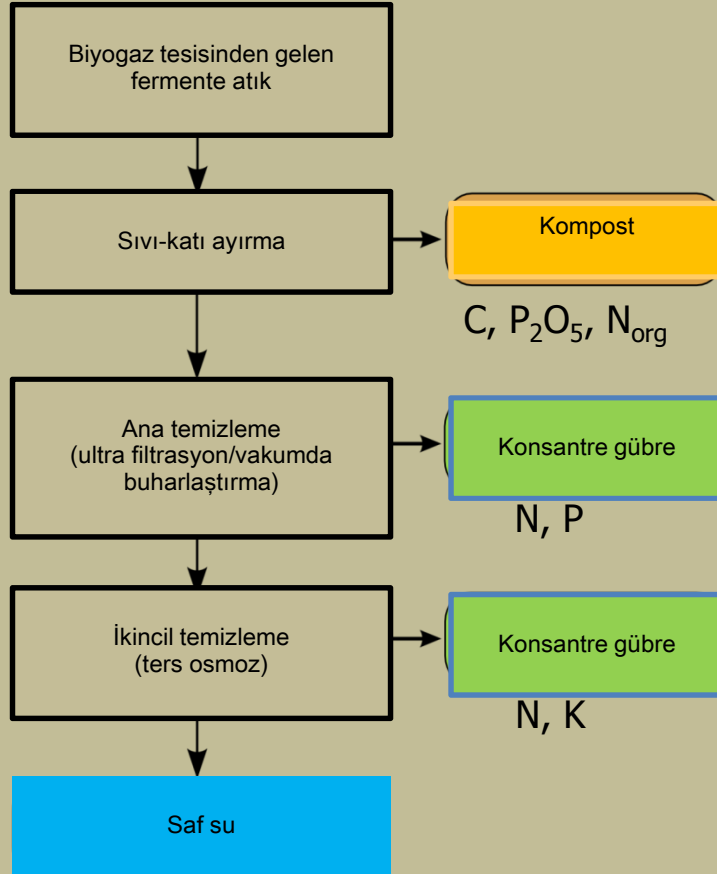 Biyogaz tesisinden gelen
fermente atık
Sıvı-katı ayırma
Kompost
C, P₂O₅, Nₒᵣg
Ana temizleme
(ultra filtrasyon/vakumda
buharlaştırma)
Konsantre gübre
N, P
İkincil temizleme
(ters osmoz)
Konsantre gübre
N, K
Saf su